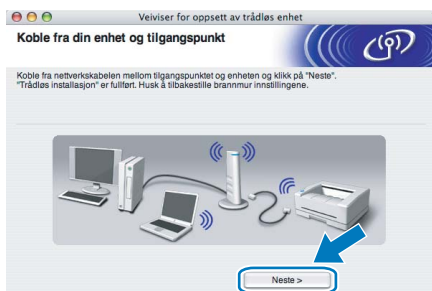 Veiviser for oppsett av trådløs enhet
Koble fra din enhet og tilgangspunkt
Koble fra nettverkskabelen mellom tilgangspunktet og enheten og klikk på "Neste".
"Trådløs installasjon" er fullført. Husk å tilbakestille brannmur innstillingene.
Neste >